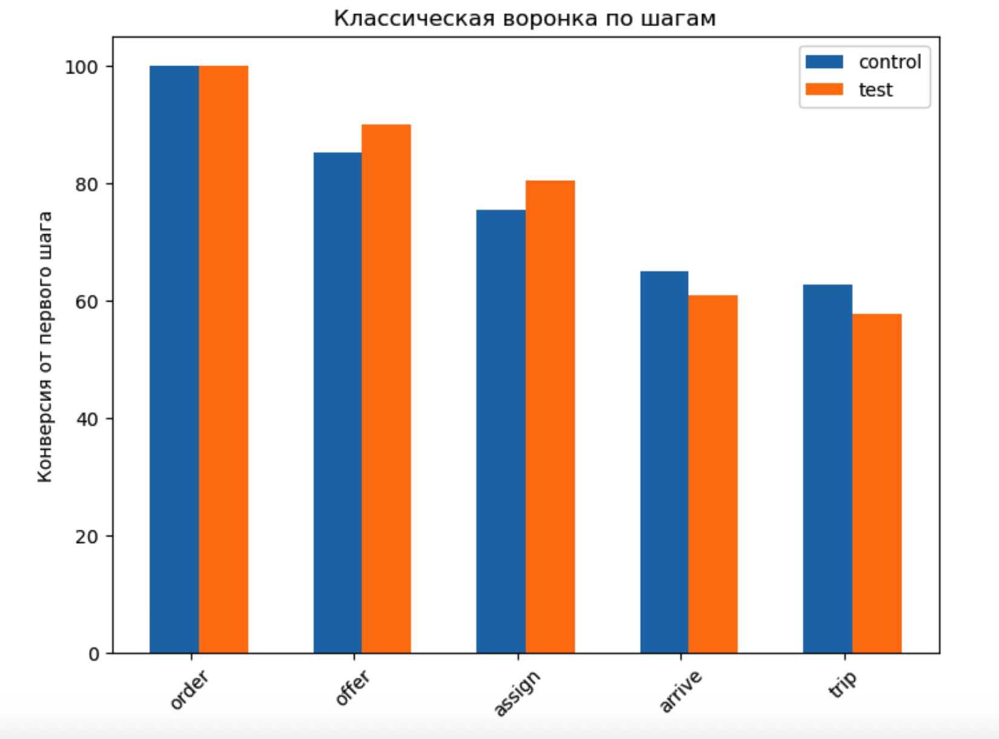 Классическая воронка по шагам
control
test
Конверсия от первого шага
100
80
60
40
20
0
order
offer
assign
arrive
trip